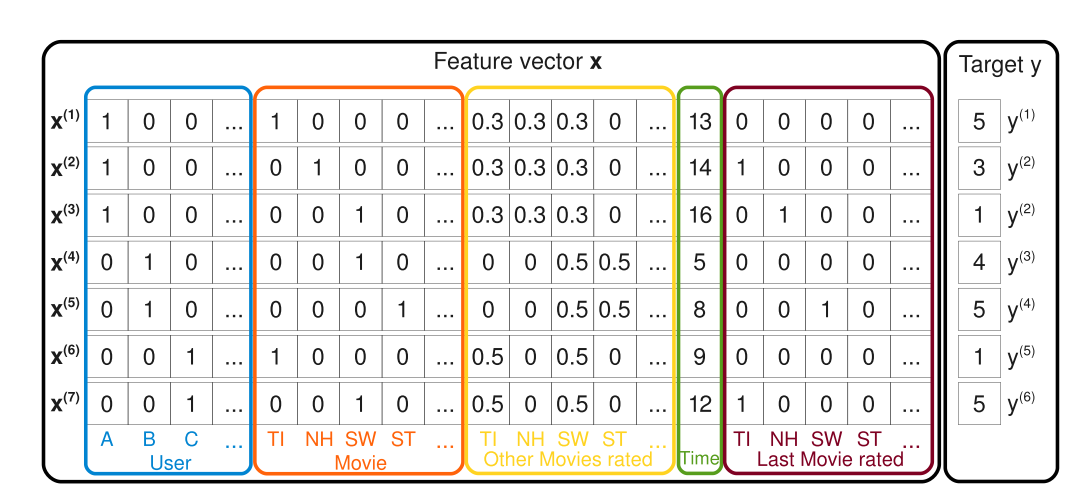 Feature vector x Target y
x(1) 1 0 0 ... 1 0 0 0 ... 0.3 0.3 0.3 0 ... 13 0 0 0 0 ... 5 y(1)
x(2) 1 0 0 ... 0 1 0 0 ... 0.3 0.3 0.3 0 ... 14 1 0 0 0 ... 3 y(2)
x(3) 1 0 0 ... 0 0 1 0 ... 0.3 0.3 0.3 0 ... 16 0 1 0 0 ... 1 y(2)
x(4) 0 1 0 ... 0 0 1 0 ... 0 0 0.5 0.5 ... 5 0 0 0 0 ... 4 y(3)
x(5) 0 1 0 ... 0 0 0 1 ... 0 0 0.5 0.5 ... 8 0 0 1 0 ... 5 y(4)
x(6) 0 0 1 ... 1 0 0 0 ... 0.5 0 0.5 0 ... 9 0 0 0 0 ... 1 y(5)
x(7) 0 0 1 ... 0 0 1 0 ... 0.5 0 0.5 0 ... 12 1 0 0 0 ... 5 y(6)
A B C ... TI NH SW ST ... TI NH SW ST ... TI NH SW ST ...
User Movie Other Movies rated Time Last Movie rated